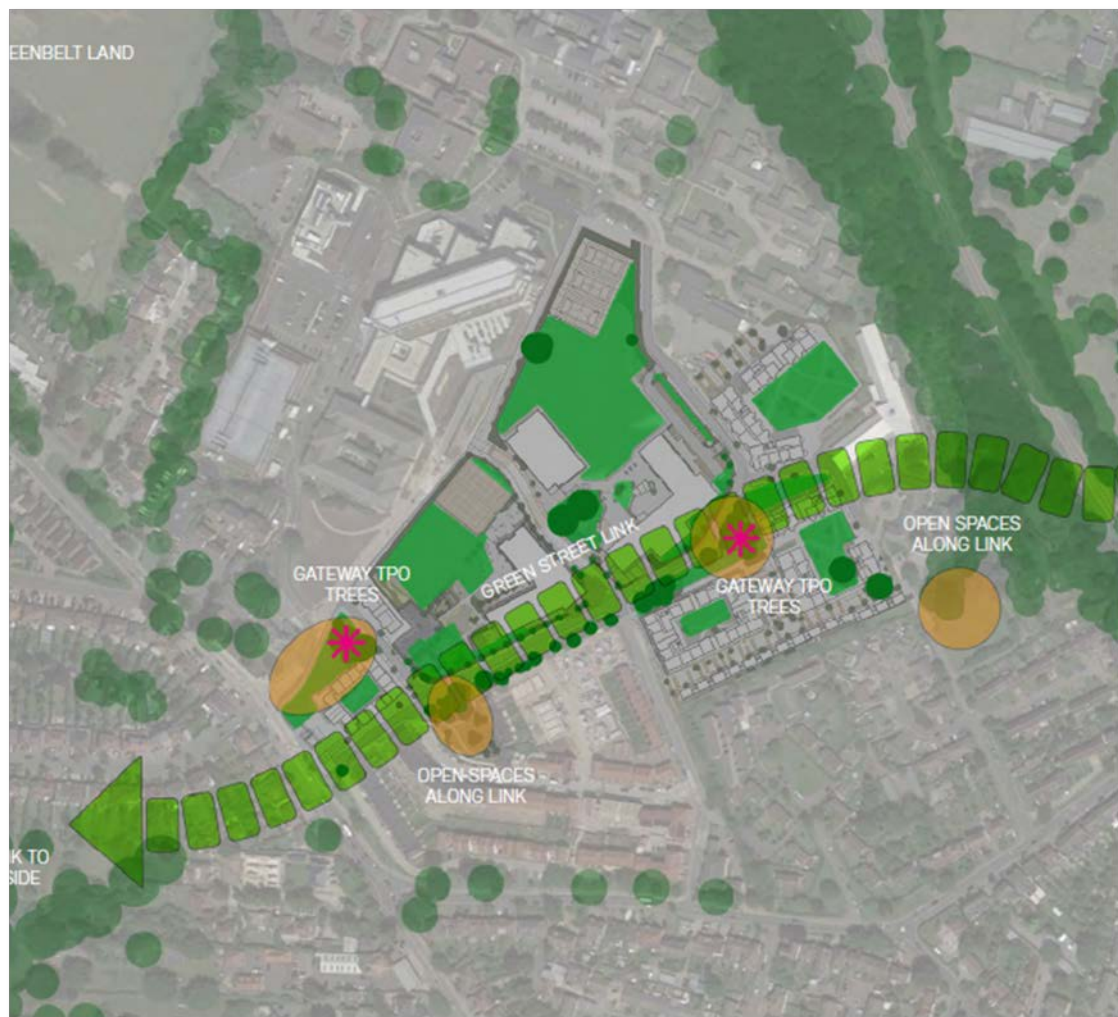 EENBELT LAND
OPEN SPACES
ALONG LINK
GREEN STREET LINK
GATEWAY TPO
TREES
GATEWAY TPO
TREES
OPEN SPACES
ALONG LINK
K TO
SIDE